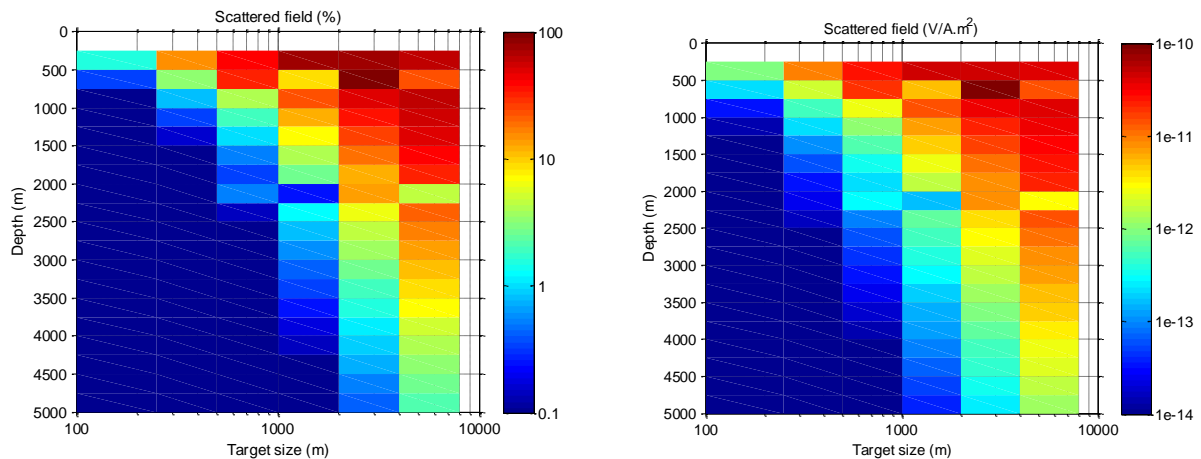 Scattered field (%)
0
500
1000
1500
2000
2500
3000
3500
4000
4500
5000
Depth (m)
100
1000
10000
Target size (m)
100
10
1
0.1
Scattered field (V/A.m²)
0
500
1000
1500
2000
2500
3000
3500
4000
4500
5000
Depth (m)
100
1000
10000
Target size (m)
1e-10
1e-11
1e-12
1e-13
1e-14